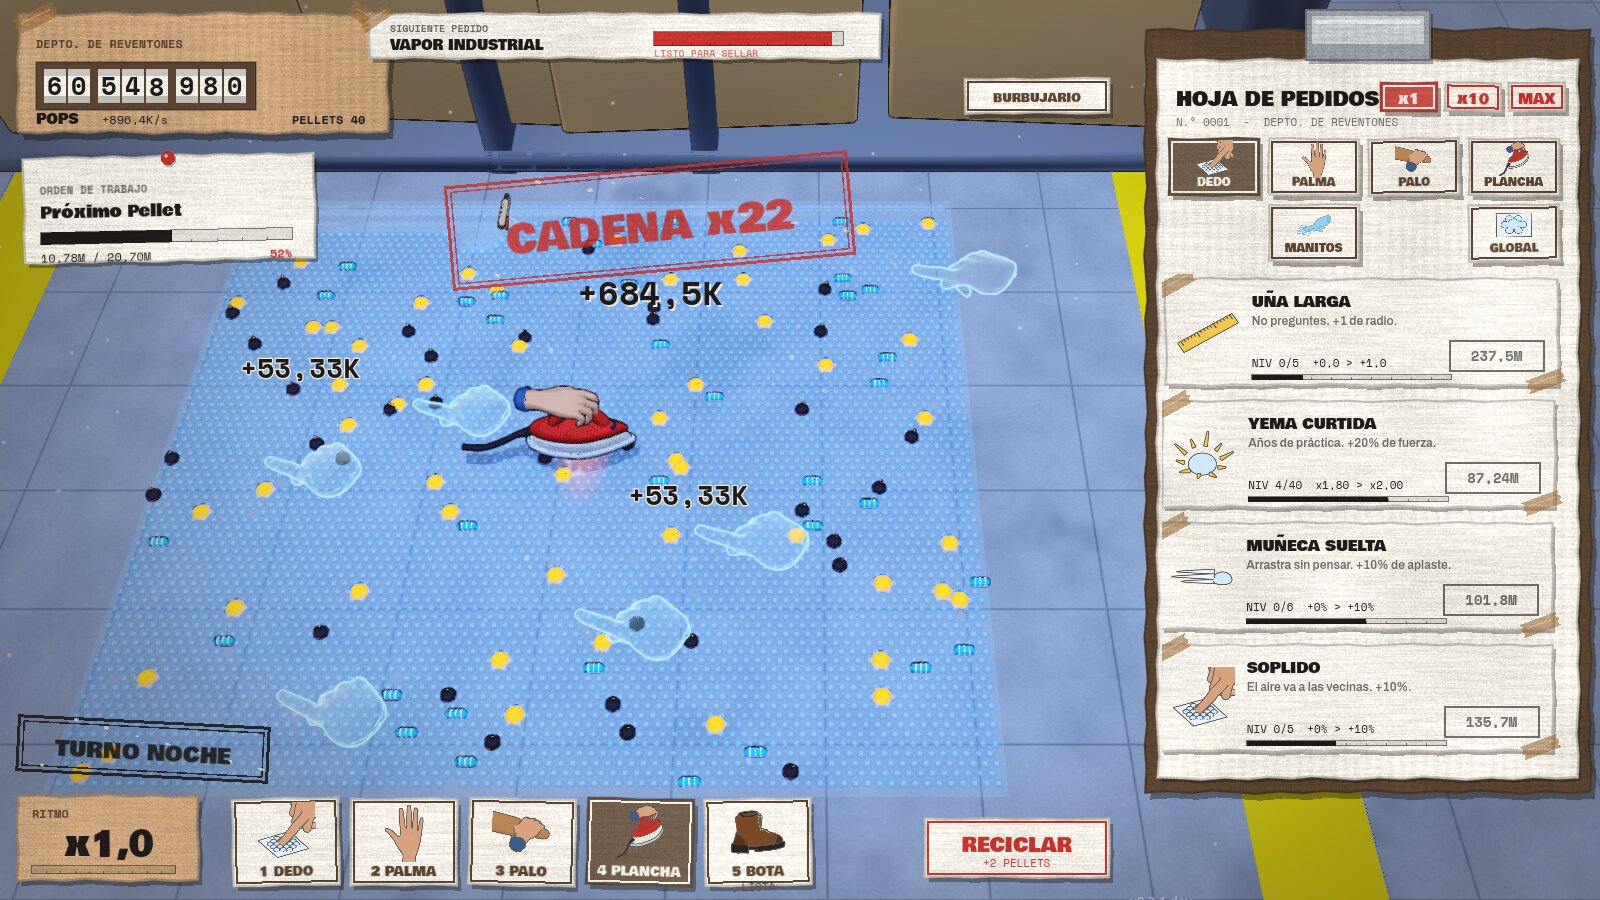 DEPTO. DE REVENTONES
60 548 980
POPS +896,4K/s PELLETS 40
SIGUIENTE PEDIDO
VAPOR INDUSTRIAL
LISTO PARA SELLAR
BURBUJARIO
ORDEN DE TRABAJO
Próximo Pellet
10,78M / 20,70M 52%
CADENA x22
+684,5K
+53,33K
+53,33K
TURNO NOCHE
RITMO
x1,0
1 DEDO
2 PALMA
3 PALO
4 PLANCHA
5 BOTA
LISTA
RECICLAR
+2 PELLETS
HOJA DE PEDIDOS
x1
x10
MAX
N.° 0001 - DEPTO. DE REVENTONES
DEDO
PALMA
PALO
PLANCHA
MANITOS
GLOBAL
UÑA LARGA
No preguntes. +1 de radio.
NIV 0/5 +0,0 > +1,0
237,5M
YEMA CURTIDA
Años de práctica. +20% de fuerza.
NIV 4/40 x1,80 > x2,00
87,24M
MUÑECA SUELTA
Arrastra sin pensar. +10% de aplaste.
NIV 0/6 +0% > +10%
101,8M
SOPLIDO
El aire va a las vecinas. +10%.
NIV 0/5 +0% > +10%
135,7M